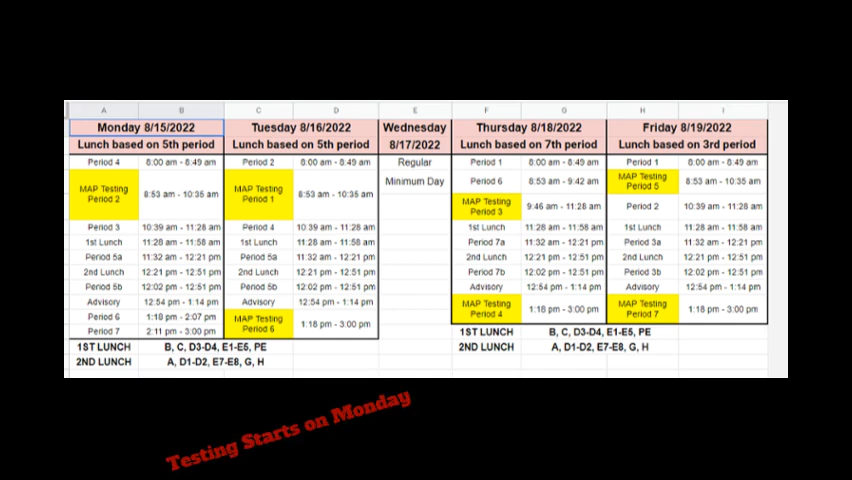 A B C D E F G H I
Monday 8/15/2022 Tuesday 8/16/2022 Wednesday Thursday 8/18/2022 Friday 8/19/2022
Lunch based on 5th period Lunch based on 5th period 8/17/2022 Lunch based on 7th period Lunch based on 3rd period
Period 4 8:00 am - 8:49 am Period 2 8:00 am - 8:49 am Regular Period 1 8:00 am - 8:49 am Period 1 8:00 am - 8:49 am
MAP Testing Period 2 8:53 am - 10:35 am MAP Testing Period 1 8:53 am - 10:35 am Minimum Day Period 6 8:53 am - 9:42 am MAP Testing Period 5 8:53 am - 10:35 am
MAP Testing Period 3 9:46 am - 11:28 am Period 2 10:39 am - 11:28 am
Period 3 10:39 am - 11:28 am Period 4 10:39 am - 11:28 am 1st Lunch 11:28 am - 11:58 am 1st Lunch 11:28 am - 11:58 am
1st Lunch 11:28 am - 11:58 am 1st Lunch 11:28 am - 11:58 am Period 7a 11:32 am - 12:21 pm Period 3a 11:32 am - 12:21 pm
Period 5a 11:32 am - 12:21 pm Period 5a 11:32 am - 12:21 pm 2nd Lunch 12:21 pm - 12:51 pm 2nd Lunch 12:21 pm - 12:51 pm
2nd Lunch 12:21 pm - 12:51 pm 2nd Lunch 12:21 pm - 12:51 pm Period 7b 12:02 pm - 12:51 pm Period 3b 12:02 pm - 12:51 pm
Period 5b 12:02 pm - 12:51 pm Period 5b 12:02 pm - 12:51 pm Advisory 12:54 pm - 1:14 pm Advisory 12:54 pm - 1:14 pm
Advisory 12:54 pm - 1:14 pm Advisory 12:54 pm - 1:14 pm MAP Testing Period 4 1:18 pm - 3:00 pm MAP Testing Period 7 1:18 pm - 3:00 pm
Period 6 1:18 pm - 2:07 pm MAP Testing Period 6 1:18 pm - 3:00 pm
Period 7 2:11 pm - 3:00 pm 1ST LUNCH B, C, D3-D4, E1-E5, PE
1ST LUNCH B, C, D3-D4, E1-E5, PE 2ND LUNCH A, D1-D2, E7-E8, G, H
2ND LUNCH A, D1-D2, E7-E8, G, H
Testing Starts on Monday